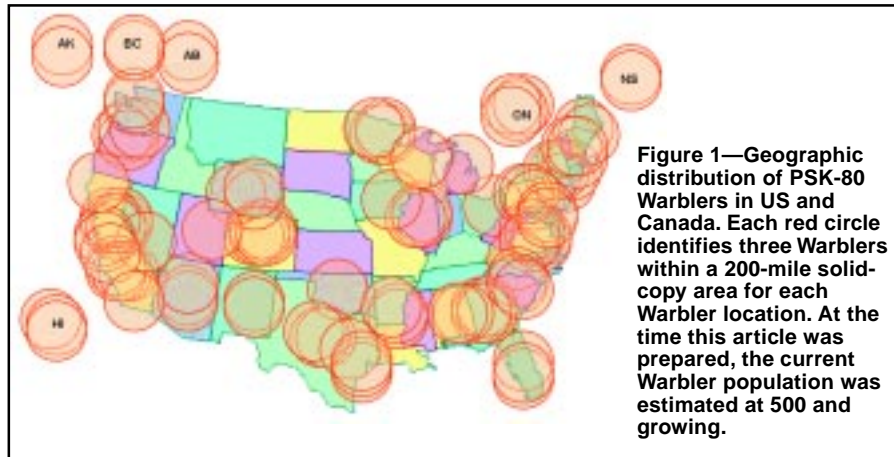 AK
BC
AB
NS
ON
HI
Figure 1—Geographic
distribution of PSK-80
Warblers in US and
Canada. Each red circle
identifies three Warblers
within a 200-mile solid-
copy area for each
Warbler location. At the
time this article was
prepared, the current
Warbler population was
estimated at 500 and
growing.